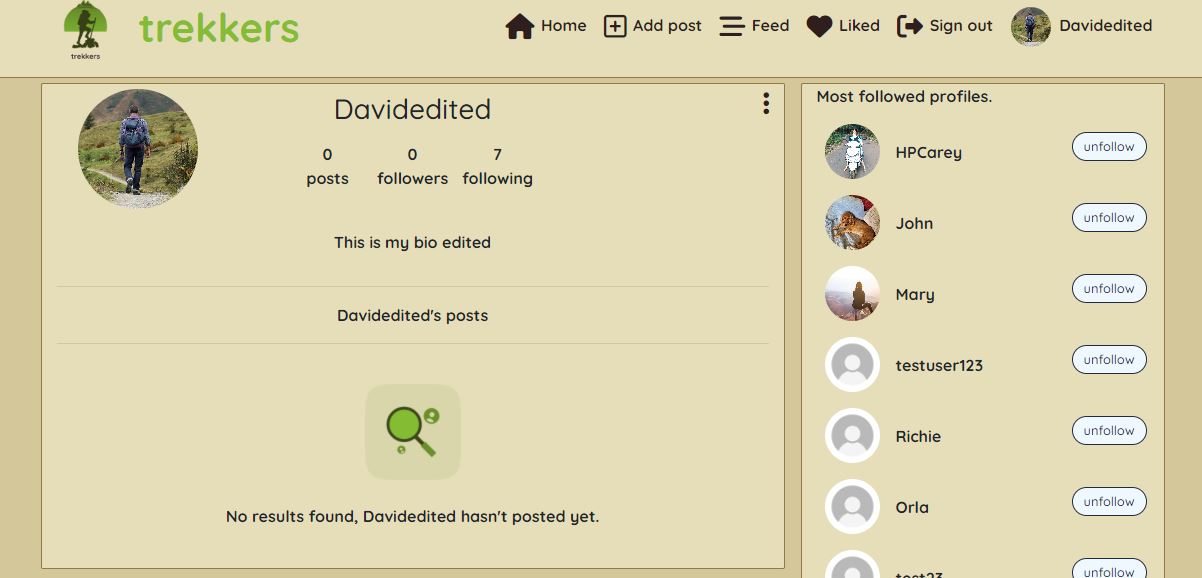 trekkers
trekkers
Home
Add post
Feed
Liked
Sign out
Davidedited
Davidedited
0
posts
0
followers
7
following
This is my bio edited
Davidedited's posts
No results found, Davidedited hasn't posted yet.
Most followed profiles.
HPCarey
unfollow
John
unfollow
Mary
unfollow
testuser123
unfollow
Richie
unfollow
Orla
unfollow
test23
unfollow